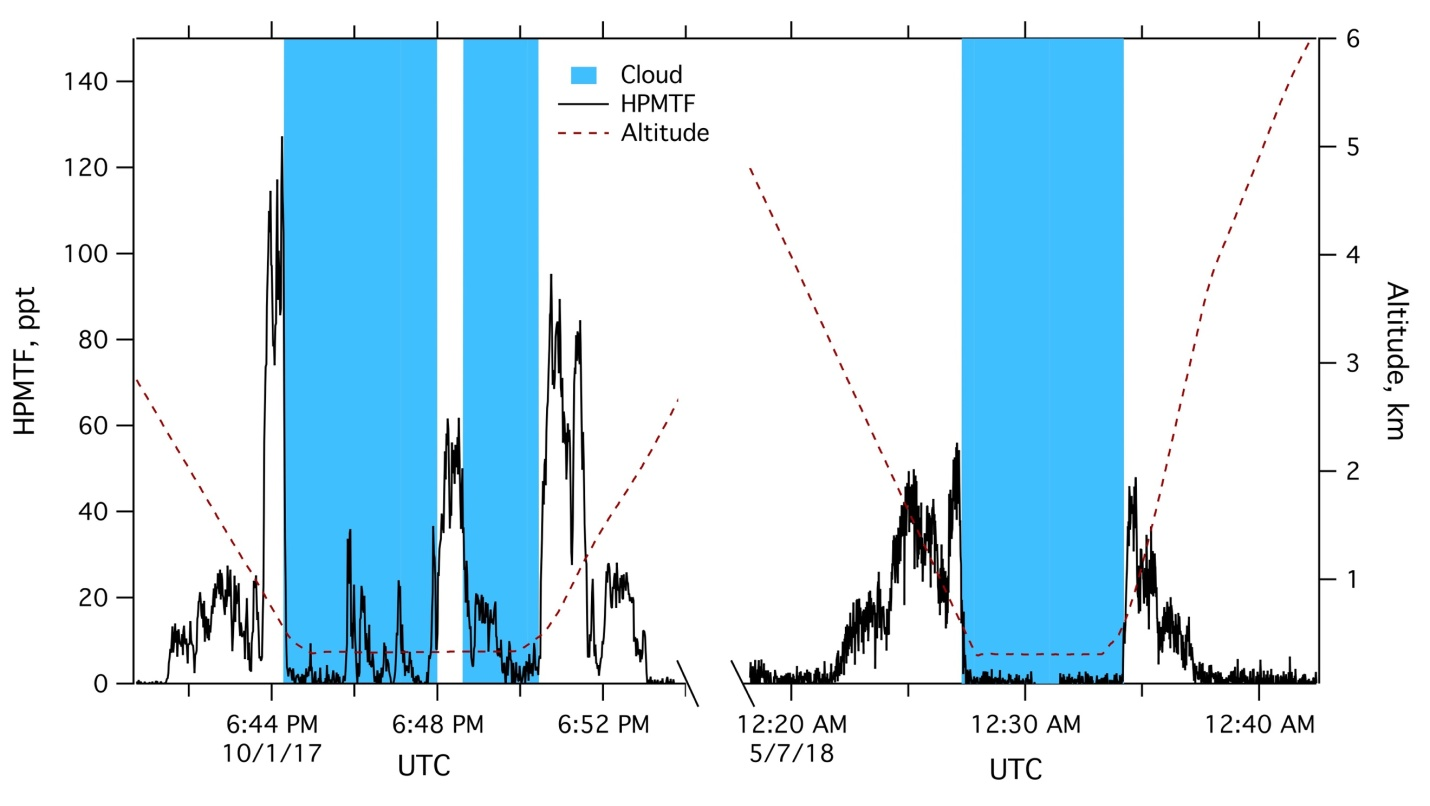 140
120
100
80
60
40
20
0
HPMTF, ppt
Cloud
HPMTF
Altitude
6
5
4
3
2
1
Altitude, km
6:44 PM 6:48 PM 6:52 PM
10/1/17
UTC
12:20 AM 12:30 AM 12:40 AM
5/7/18
UTC